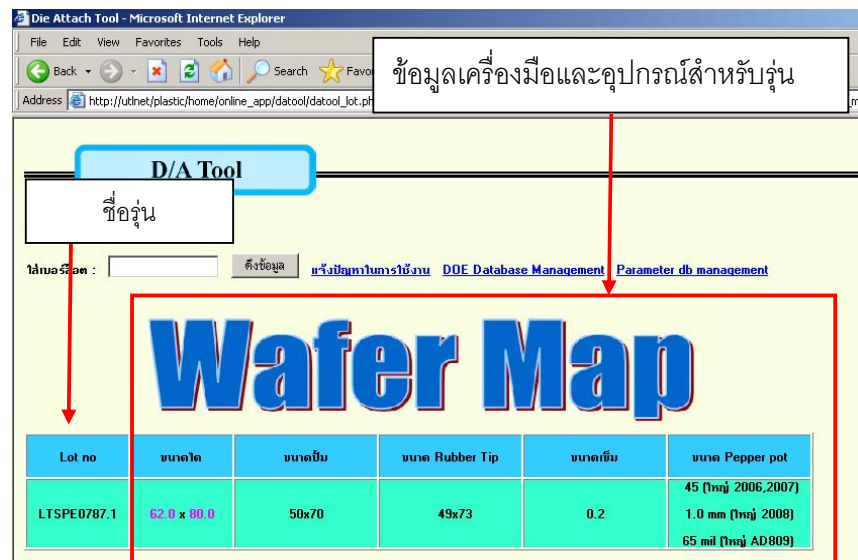 Die Attach Tool - Microsoft Internet Explorer
File Edit View Favorites Tools Help
Back Search Favo
ข้อมูลเครื่องมือและอุปกรณ์สำหรับรุ่น
Address http://utlnet/plastic/home/online_app/datool/datool_lot.ph
D/A Tool
ชื่อรุ่น
ใส่เบอร์ล็อต : ดึงข้อมูล แจ้งปัญหาในการใช้งาน DOE Database Management Parameter db management
Wafer Map
Lot no ขนาดได ขนาดปั๊ม ขนาด Rubber Tip ขนาดเข็ม ขนาด Pepper pot
LTSPE0787.1 62.0 x 80.0 50x70 49x73 0.2
45 (ใหญ่ 2006,2007)
1.0 mm (ใหญ่ 2008)
65 mil (ใหญ่ AD809)